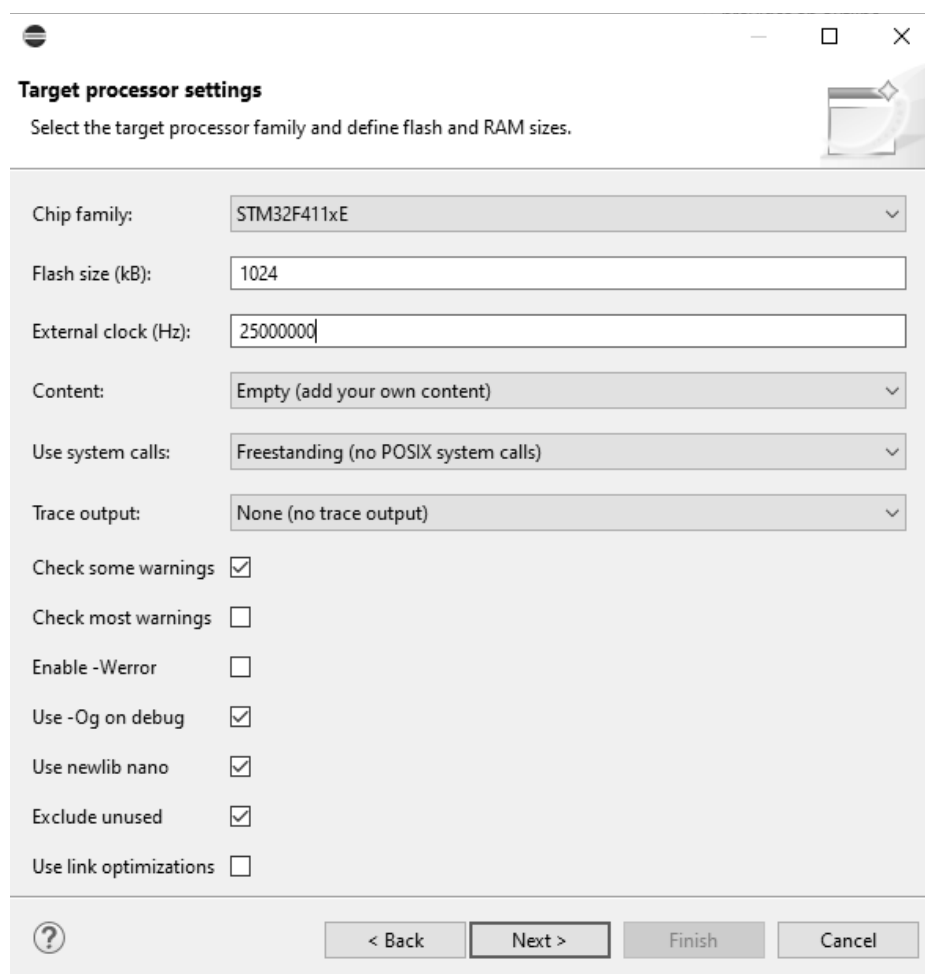 Target processor settings
Select the target processor family and define flash and RAM sizes.
Chip family: STM32F411xE
Flash size (kB): 1024
External clock (Hz): 25000000
Content: Empty (add your own content)
Use system calls: Freestanding (no POSIX system calls)
Trace output: None (no trace output)
Check some warnings
Check most warnings
Enable -Werror
Use -Og on debug
Use newlib nano
Exclude unused
Use link optimizations
? < Back Next > Finish Cancel